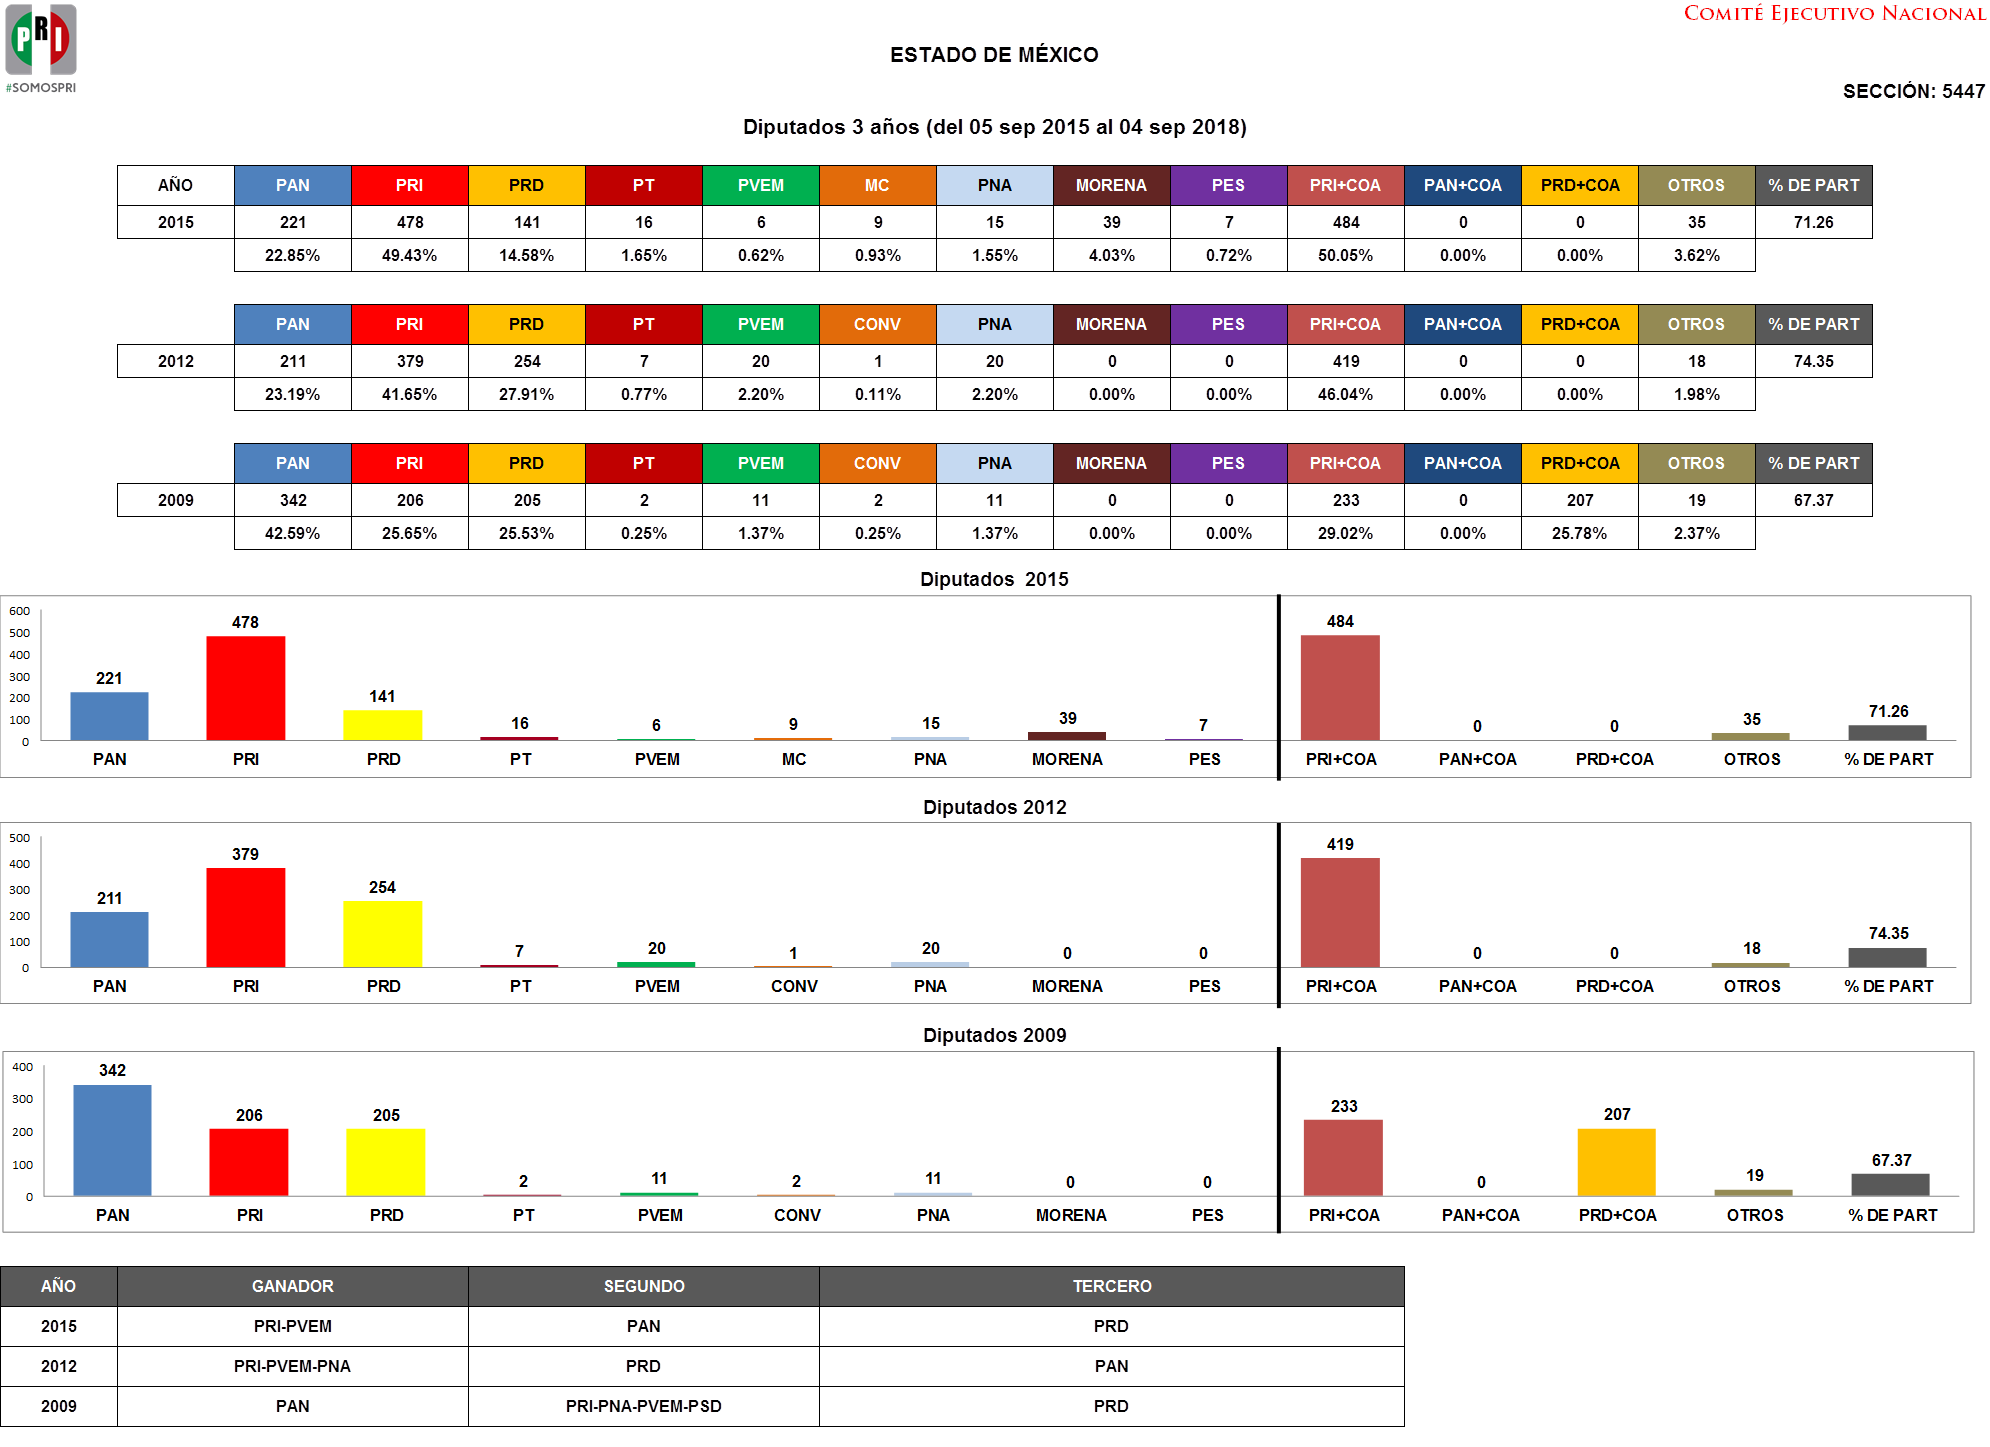 PRI
#SOMOSPRI
COMITÉ EJECUTIVO NACIONAL
ESTADO DE MÉXICO
SECCIÓN: 5447
Diputados 3 años (del 05 sep 2015 al 04 sep 2018)
AÑO PAN PRI PRD PT PVEM MC PNA MORENA PES PRI+COA PAN+COA PRD+COA OTROS % DE PART
2015 221 478 141 16 6 9 15 39 7 484 0 0 35 71.26
22.85% 49.43% 14.58% 1.65% 0.62% 0.93% 1.55% 4.03% 0.72% 50.05% 0.00% 0.00% 3.62%
PAN PRI PRD PT PVEM CONV PNA MORENA PES PRI+COA PAN+COA PRD+COA OTROS % DE PART
2012 211 379 254 7 20 1 20 0 0 419 0 0 18 74.35
23.19% 41.65% 27.91% 0.77% 2.20% 0.11% 2.20% 0.00% 0.00% 46.04% 0.00% 0.00% 1.98%
PAN PRI PRD PT PVEM CONV PNA MORENA PES PRI+COA PAN+COA PRD+COA OTROS % DE PART
2009 342 206 205 2 11 2 11 0 0 233 0 207 19 67.37
42.59% 25.65% 25.53% 0.25% 1.37% 0.25% 1.37% 0.00% 0.00% 29.02% 0.00% 25.78% 2.37%
Diputados 2015
600
500
400
300
200
100
0
221 478 141 16 6 9 15 39 7 484 0 0 35 71.26
PAN PRI PRD PT PVEM MC PNA MORENA PES PRI+COA PAN+COA PRD+COA OTROS % DE PART
Diputados 2012
500
400
300
200
100
0
211 379 254 7 20 1 20 0 0 419 0 0 18 74.35
PAN PRI PRD PT PVEM CONV PNA MORENA PES PRI+COA PAN+COA PRD+COA OTROS % DE PART
Diputados 2009
400
300
200
100
0
342 206 205 2 11 2 11 0 0 233 0 207 19 67.37
PAN PRI PRD PT PVEM CONV PNA MORENA PES PRI+COA PAN+COA PRD+COA OTROS % DE PART
AÑO GANADOR SEGUNDO TERCERO
2015 PRI-PVEM PAN PRD
2012 PRI-PVEM-PNA PRD PAN
2009 PAN PRI-PNA-PVEM-PSD PRD